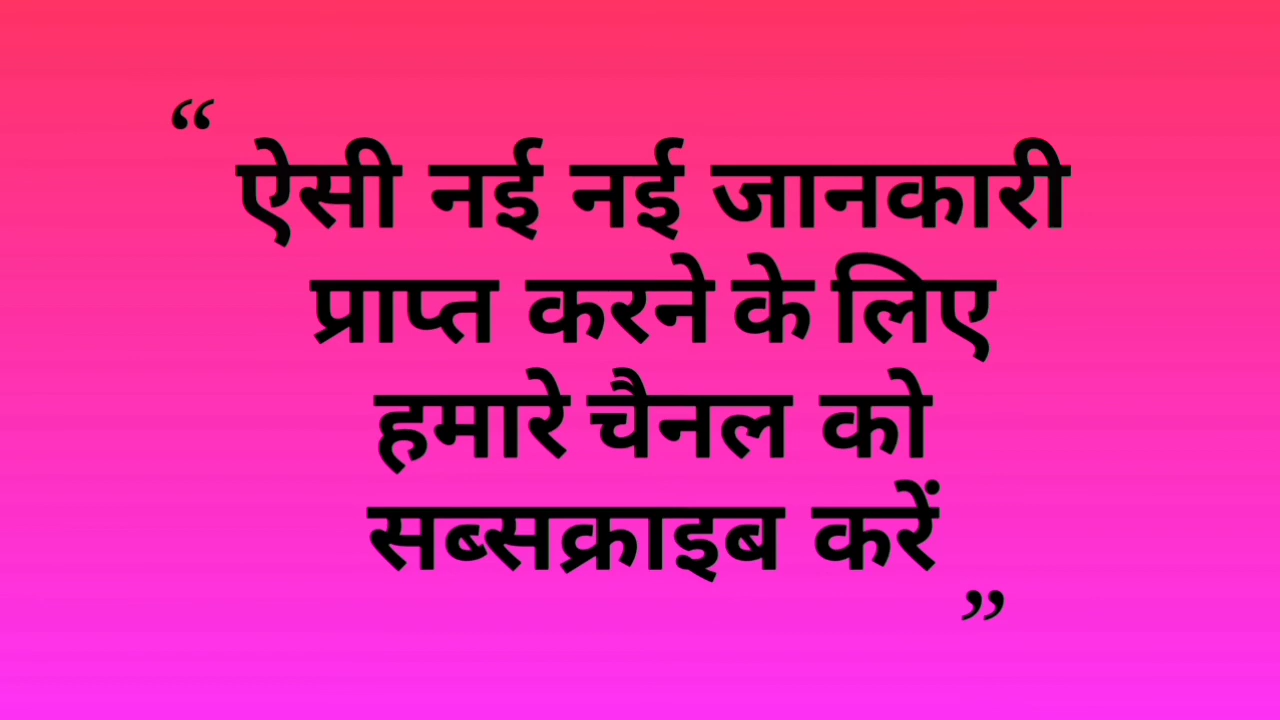 “ ऐसी नई नई जानकारी
प्राप्त करने के लिए
हमारे चैनल को
सब्सक्राइब करें ”